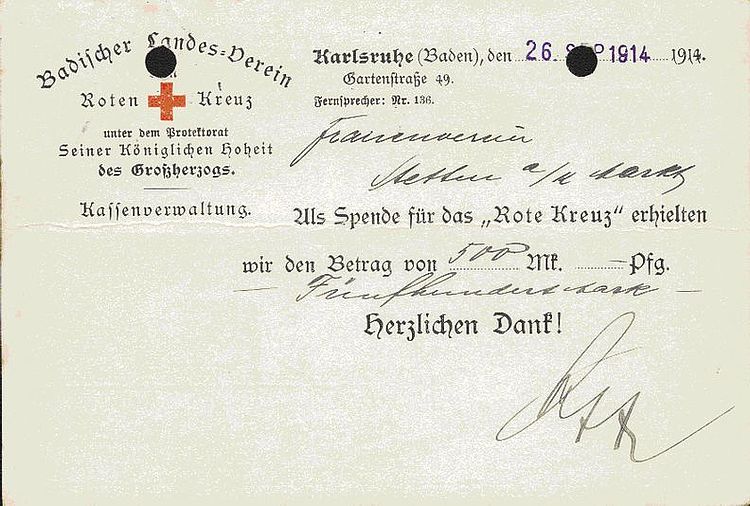 Badischer Landes-Verein
vom
Roten Kreuz
unter dem Protektorat
Seiner Königlichen Hoheit
des Großherzogs.
Kassenverwaltung.
Karlsruhe (Baden), den 26. SEP 1914 1914.
Gartenstraße 49.
Fernsprecher: Nr. 136.
Frauenverein
Stetten a/k Markt
Als Spende für das „Rote Kreuz" erhielten
wir den Betrag von 500 Mk. — Pfg.
— Fünfhundert Mark —
Herzlichen Dank!